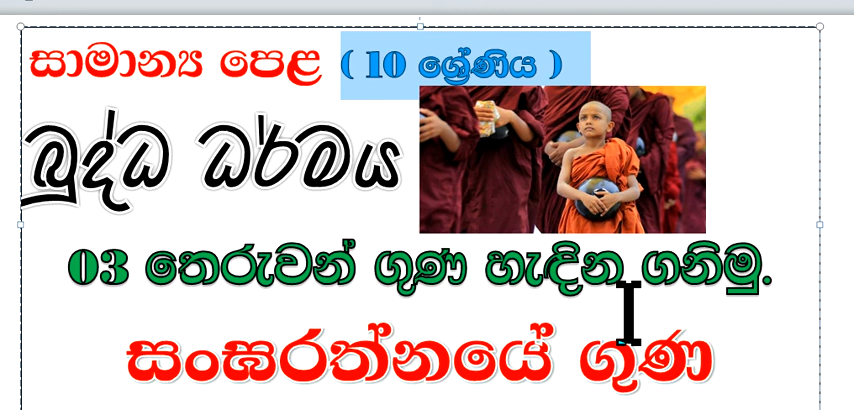 සාමාන්‍ය පෙළ ( 10 ශ්‍රේණිය )
බුද්ධ ධර්මය
03 තෙරුවන් ගුණ හැඳින ගනිමු.
සංඝරත්නයේ ගුණ